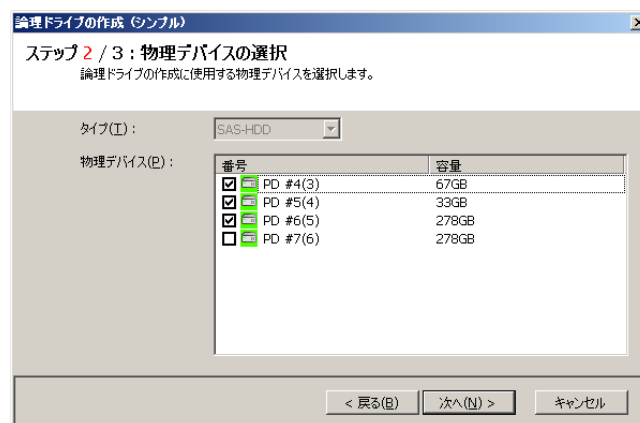 論理ドライブの作成 (シンプル)
ステップ 2 / 3 : 物理デバイスの選択
論理ドライブの作成に使用する物理デバイスを選択します。
タイプ(T) : SAS-HDD
物理デバイス(P) : 番号 容量
PD #4(3) 67GB
PD #5(4) 33GB
PD #6(5) 278GB
PD #7(6) 278GB
< 戻る(B) 次へ(N) > キャンセル